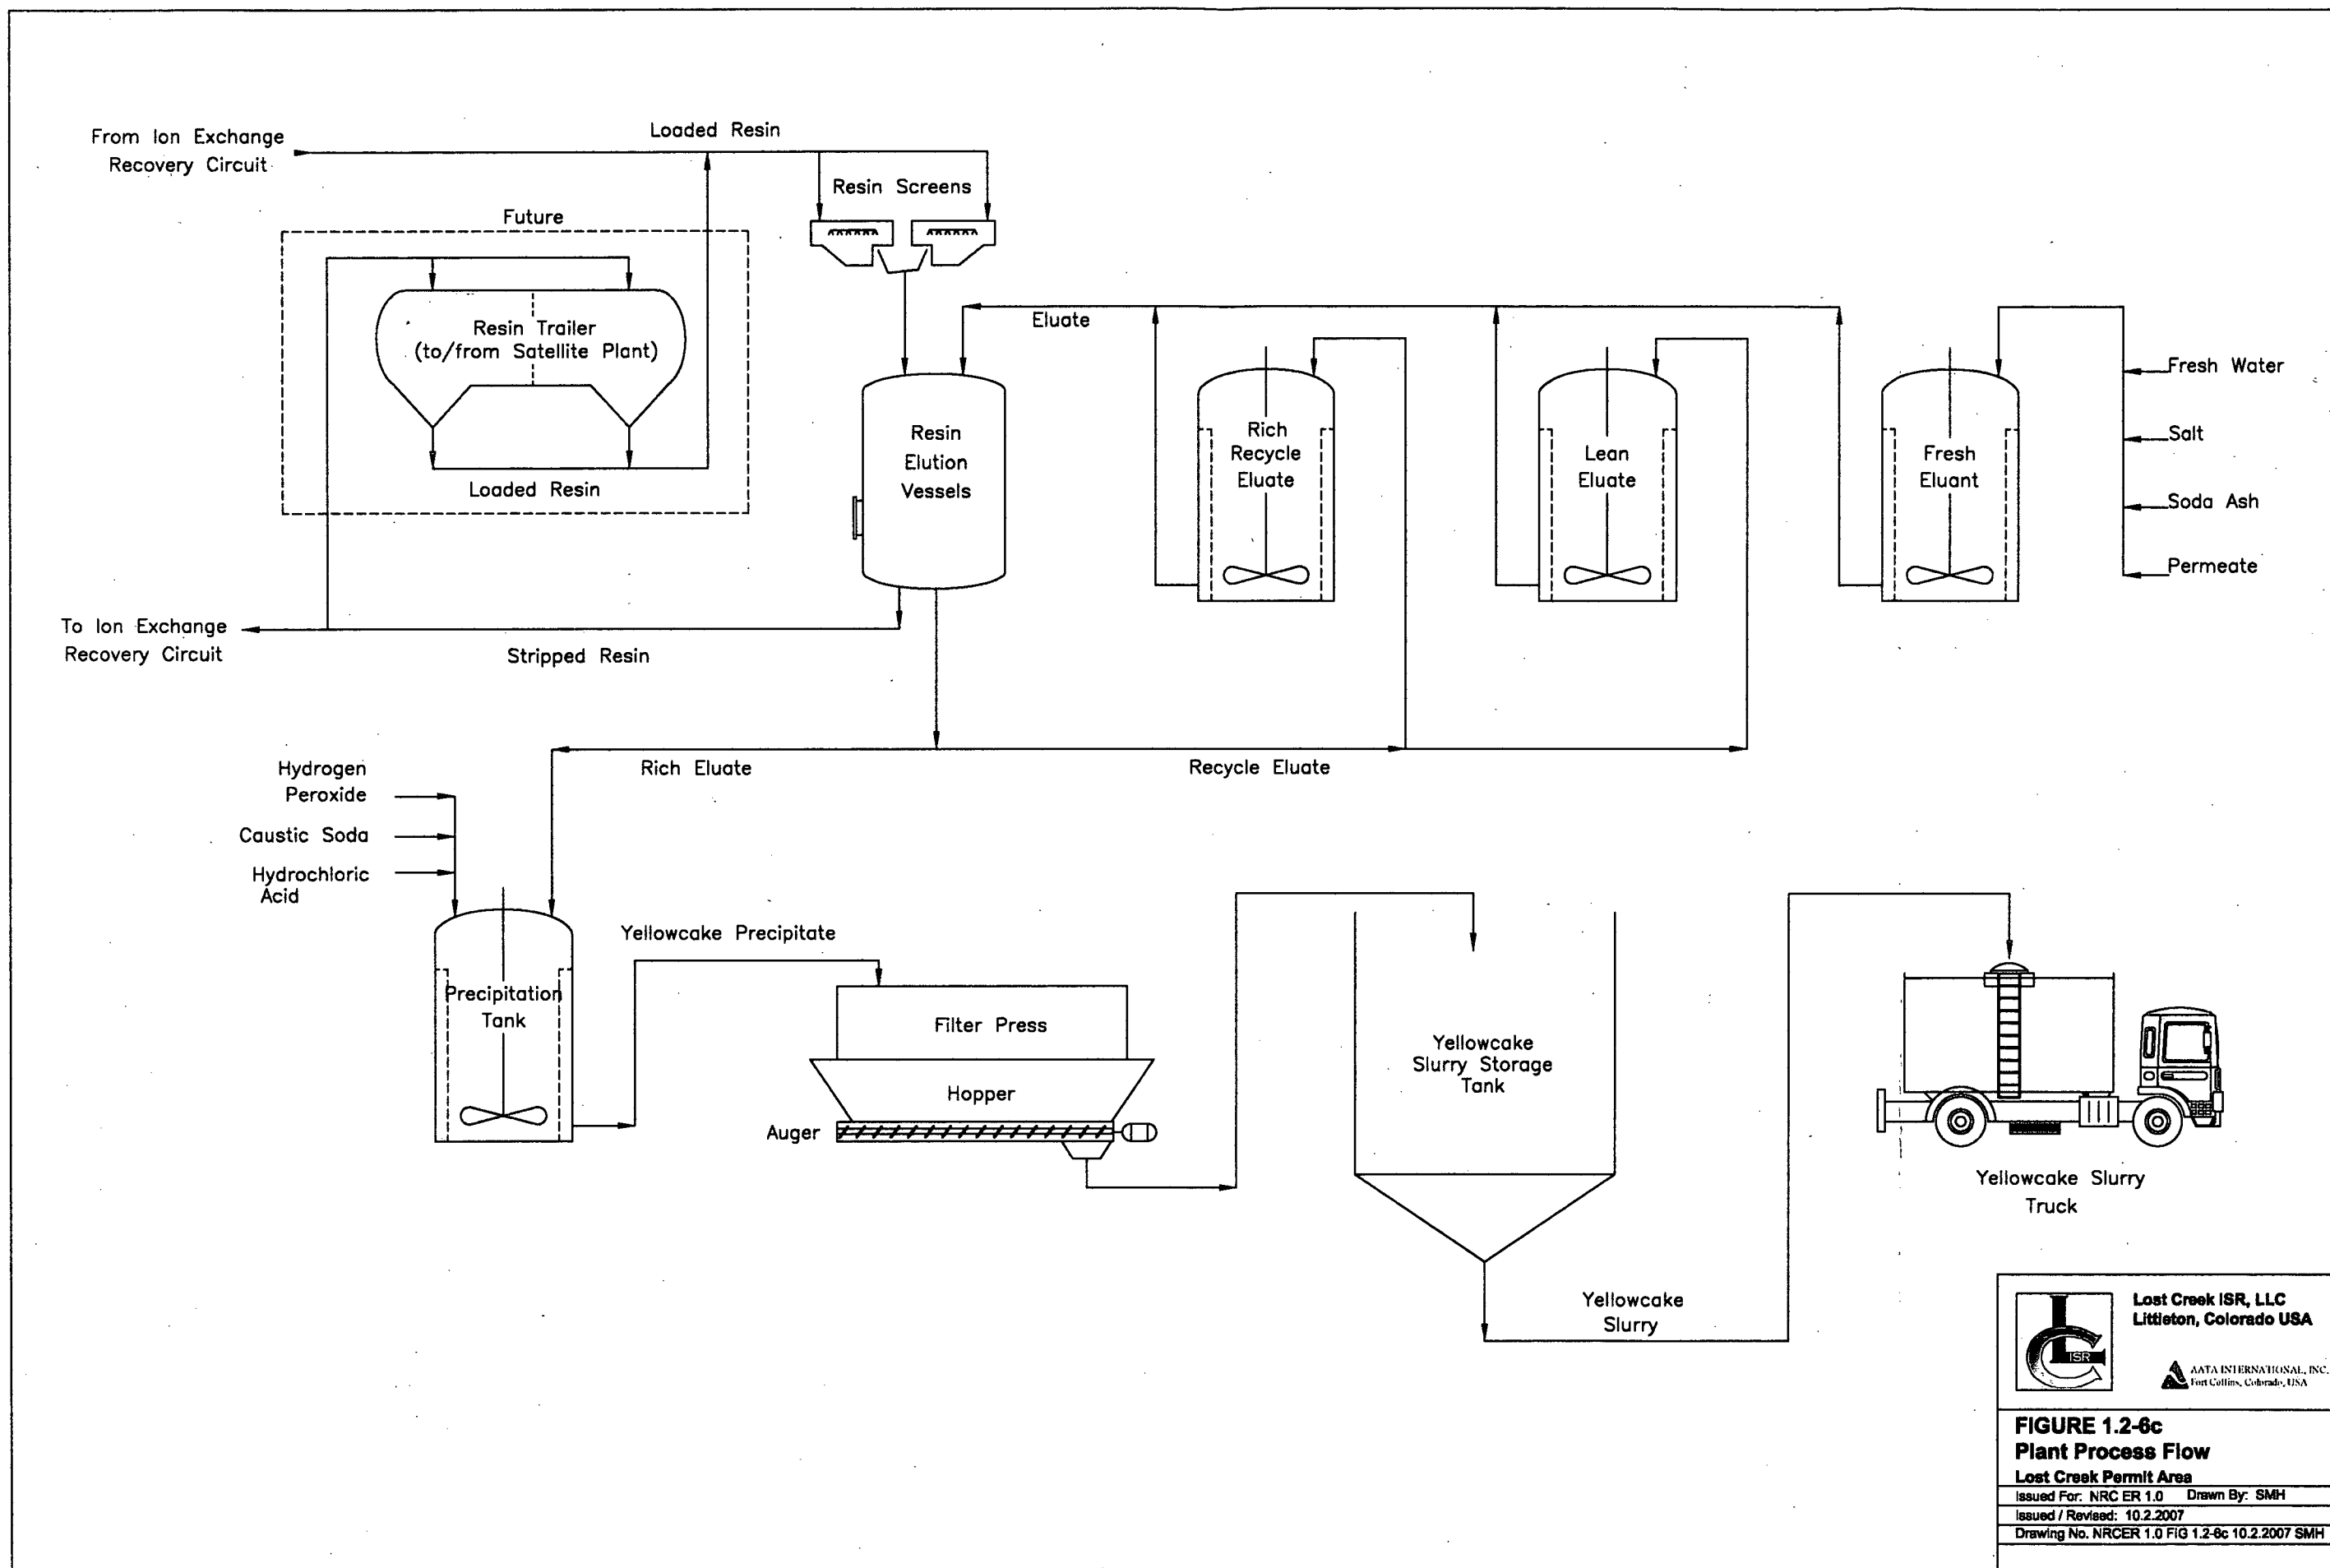 From Ion Exchange
Recovery Circuit
Loaded Resin
Resin Screens
Future
Resin Trailer
(to/from Satellite Plant)
Loaded Resin
Eluate
Resin
Elution
Vessels
Rich
Recycle
Eluate
Lean
Eluate
Fresh
Eluant
Fresh Water
Salt
Soda Ash
Permeate
To Ion Exchange
Recovery Circuit
Stripped Resin
Rich Eluate
Recycle Eluate
Hydrogen
Peroxide
Caustic Soda
Hydrochloric
Acid
Precipitation
Tank
Yellowcake Precipitate
Filter Press
Hopper
Auger
Yellowcake
Slurry Storage
Tank
Yellowcake
Slurry
Yellowcake Slurry
Truck
LC ISR
Lost Creek ISR, LLC
Littleton, Colorado USA
AATA INTERNATIONAL, INC.
Fort Collins, Colorado, USA
FIGURE 1.2-6c
Plant Process Flow
Lost Creek Permit Area
Issued For: NRC ER 1.0 Drawn By: SMH
Issued / Revised: 10.2.2007
Drawing No. NRCER 1.0 FIG 1.2-6c 10.2.2007 SMH